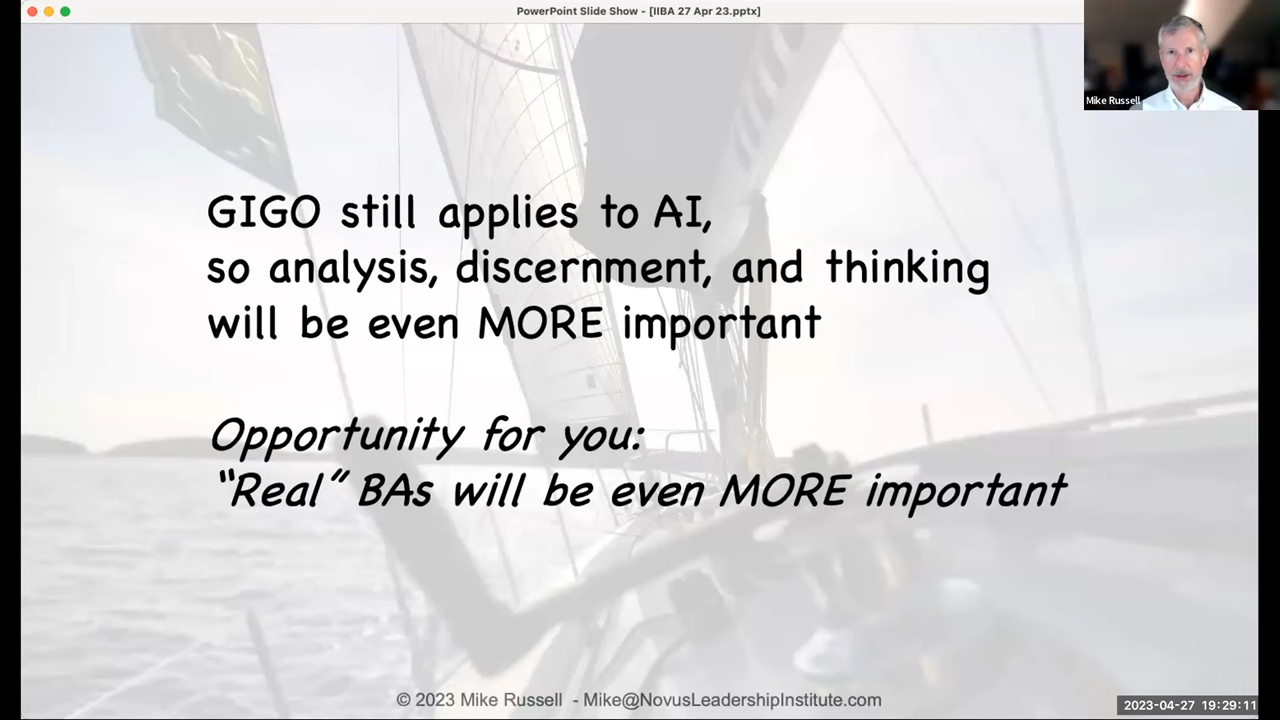 PowerPoint Slide Show - [IIBA 27 Apr 23.pptx]
Mike Russell
GIGO still applies to AI,
so analysis, discernment, and thinking
will be even MORE important
Opportunity for you:
“Real” BAs will be even MORE important
© 2023 Mike Russell - Mike@NovusLeadershipInstitute.com
2023-04-27 19:29:11